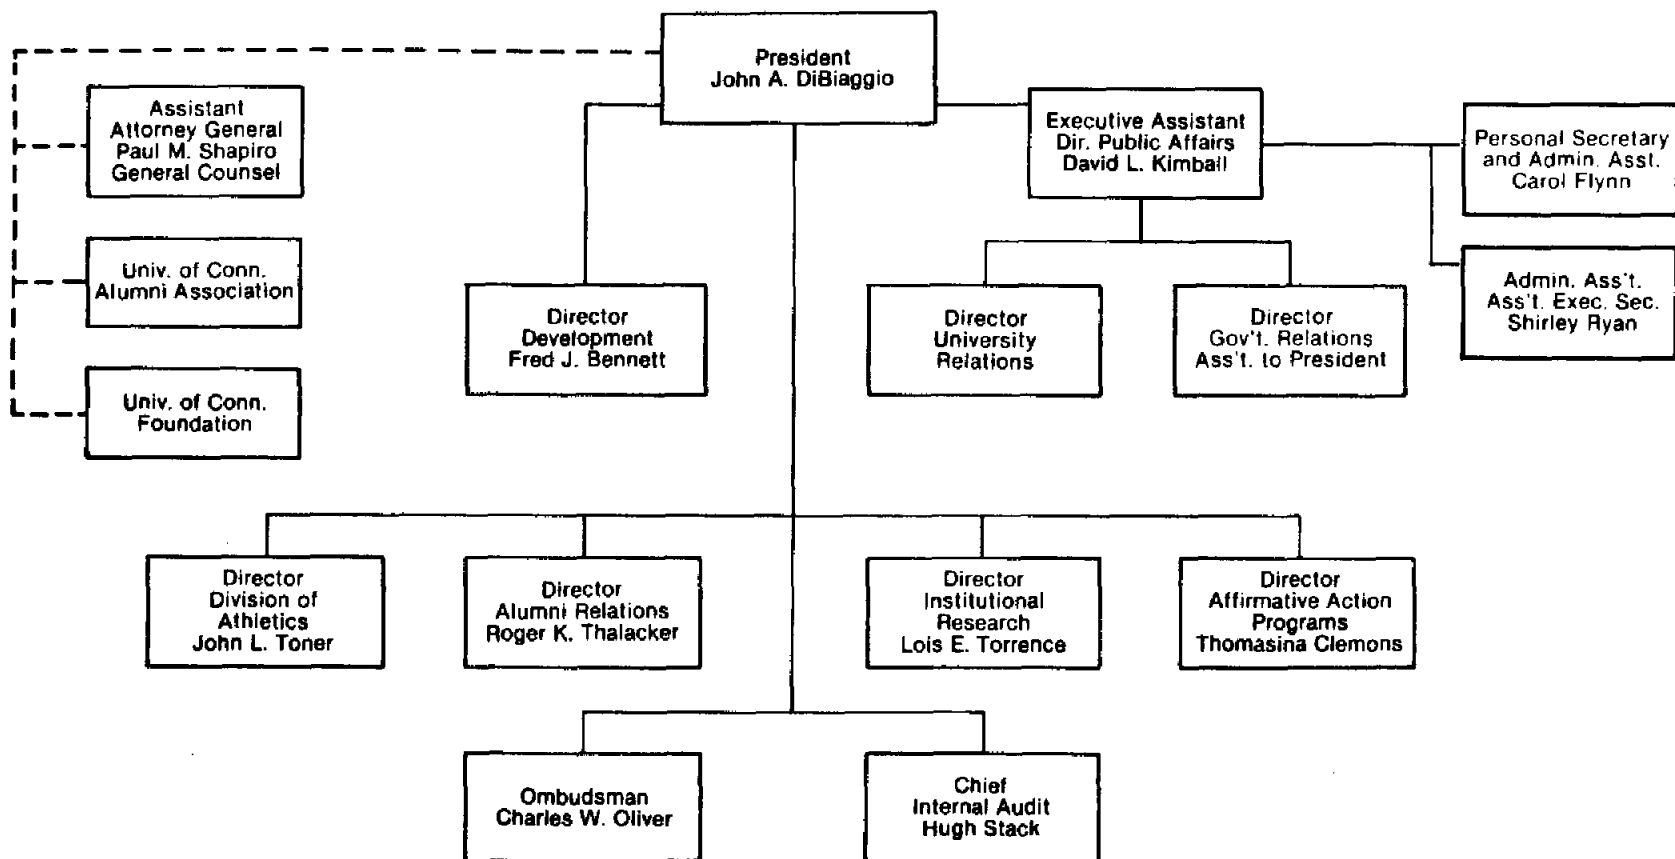 President
John A. DiBiaggio
Assistant
Attorney General
Paul M. Shapiro
General Counsel
Executive Assistant
Dir. Public Affairs
David L. Kimball
Personal Secretary
and Admin. Asst.
Carol Flynn
Univ. of Conn.
Alumni Association
Admin. Ass't.
Ass't. Exec. Sec.
Shirley Ryan
Director
Development
Fred J. Bennett
Director
University
Relations
Director
Gov't. Relations
Ass't. to President
Univ. of Conn.
Foundation
Director
Division of
Athletics
John L. Toner
Director
Alumni Relations
Roger K. Thalacker
Director
Institutional
Research
Lois E. Torrence
Director
Affirmative Action
Programs
Thomasina Clemons
Ombudsman
Charles W. Oliver
Chief
Internal Audit
Hugh Stack